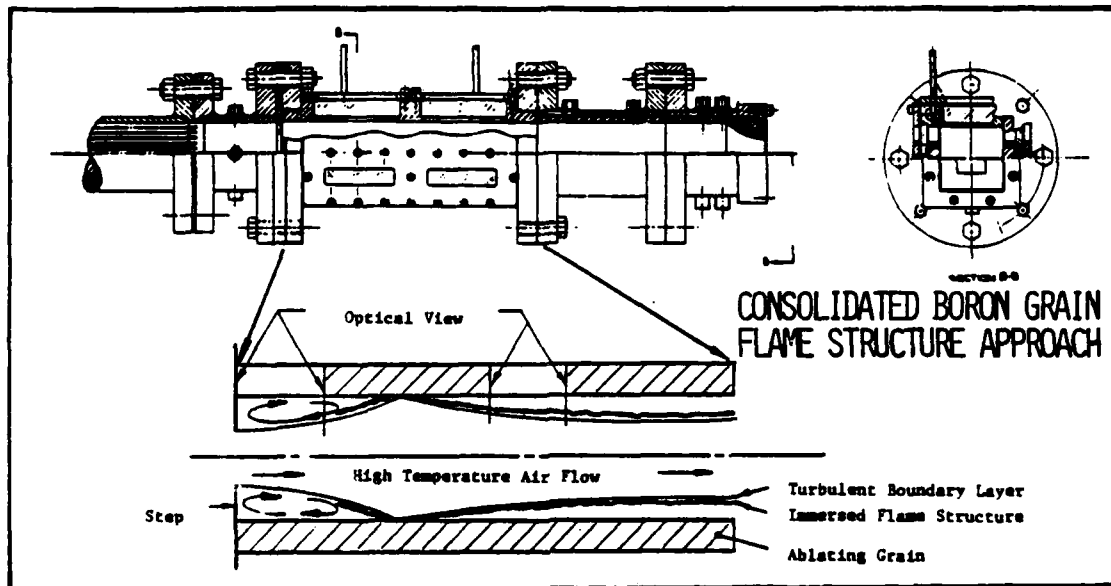 SECTION B-B
CONSOLIDATED BORON GRAIN
FLAME STRUCTURE APPROACH
Optical View
High Temperature Air Flow
Step
Turbulent Boundary Layer
Immersed Flame Structure
Ablating Grain